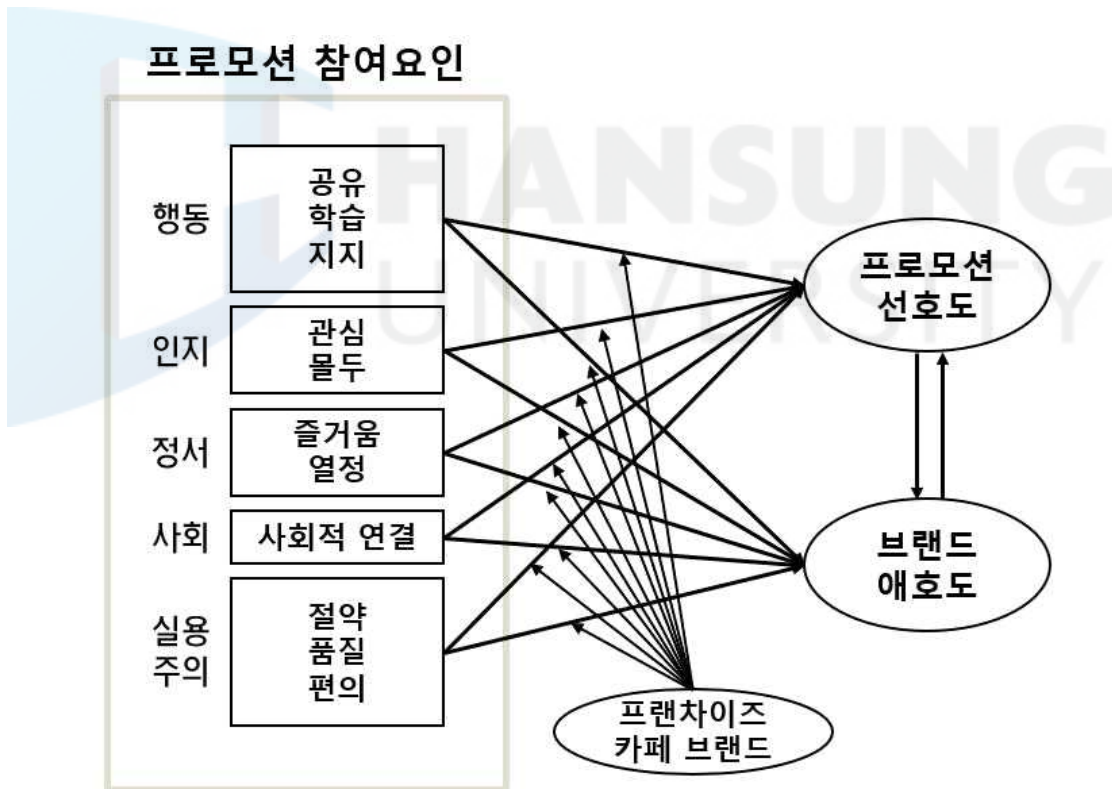 프로모션 참여요인
행동
공유
학습
지지
인지
관심
몰두
정서
즐거움
열정
사회
사회적 연결
실용
주의
절약
품질
편의
프로모션
선호도
브랜드
애호도
프랜차이즈
카페 브랜드
HANSUNG
UNIVERSITY